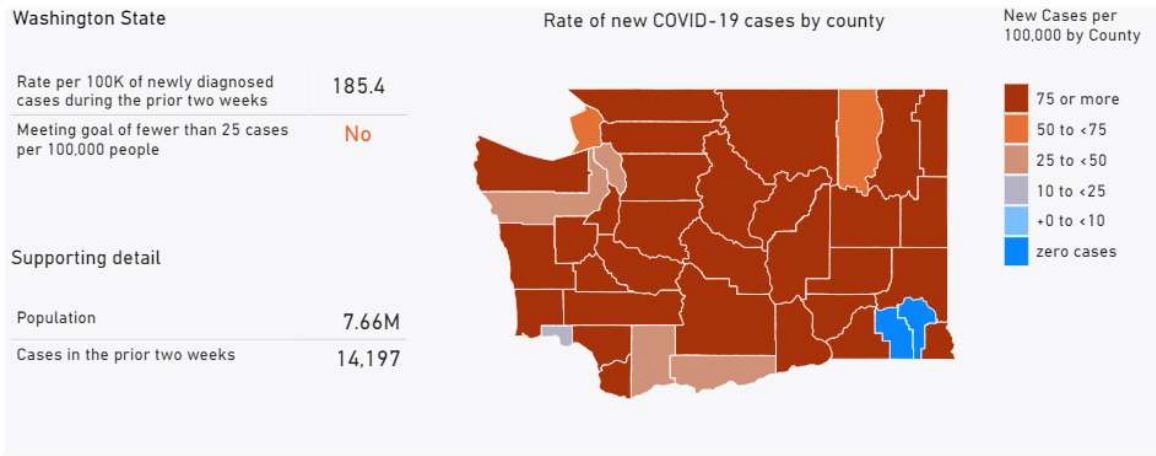 Washington State
Rate per 100K of newly diagnosed
cases during the prior two weeks
185.4
Meeting goal of fewer than 25 cases
per 100,000 people
No
Supporting detail
Population
7.66M
Cases in the prior two weeks
14,197
Rate of new COVID-19 cases by county
New Cases per
100,000 by County
75 or more
50 to <75
25 to <50
10 to <25
+0 to <10
zero cases